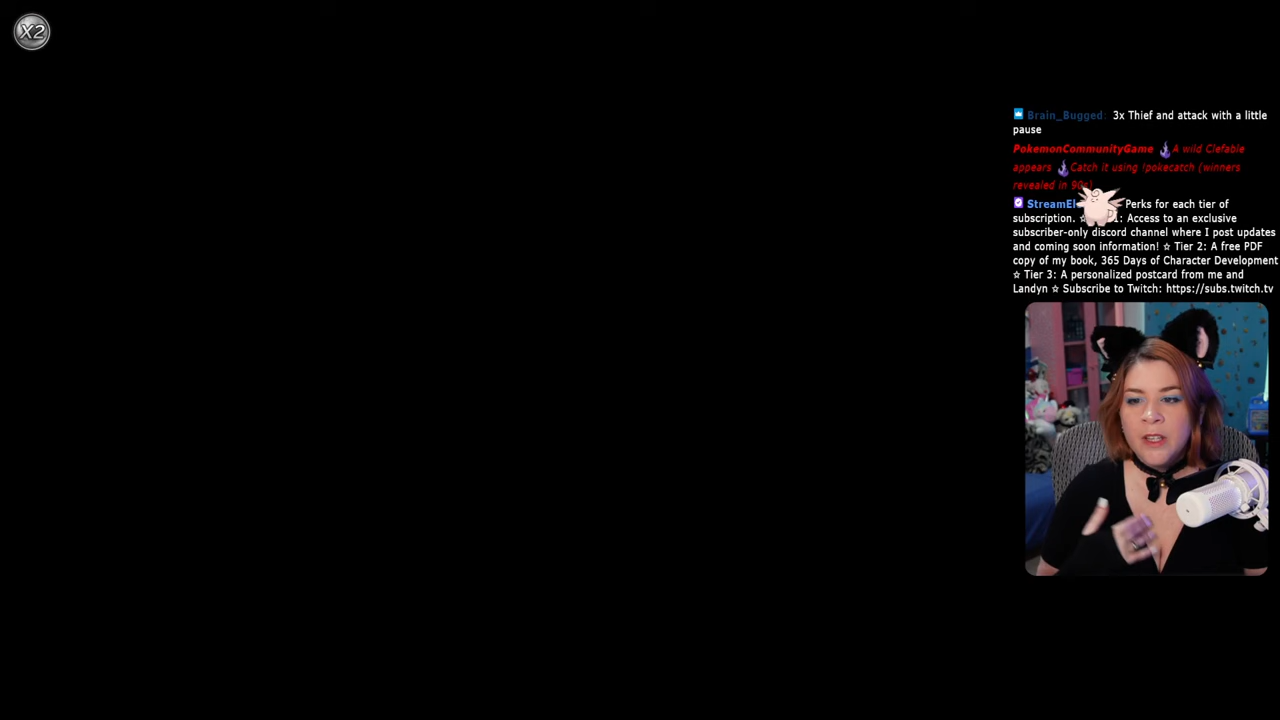 X2
Brain_Bugged: 3x Thief and attack with a little
pause
PokemonCommunityGame A wild Clefable
appears Catch it using !pokecatch (winners
revealed in 90s)
StreamEl Perks for each tier of
subscription. ☆ 1: Access to an exclusive
subscriber-only discord channel where I post updates
and coming soon information! ☆ Tier 2: A free PDF
copy of my book, 365 Days of Character Development
☆ Tier 3: A personalized postcard from me and
Landyn ☆ Subscribe to Twitch: https://subs.twitch.tv